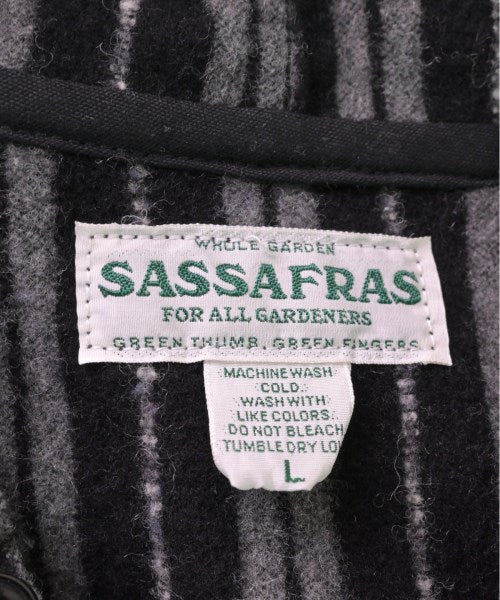 WHOLE GARDEN
SASSAFRAS
FOR ALL GARDENERS
GREEN THUMB, GREEN FINGERS
MACHINE WASH
COLD.
WASH WITH
LIKE COLORS.
DO NOT BLEACH
TUMBLE DRY LO
L